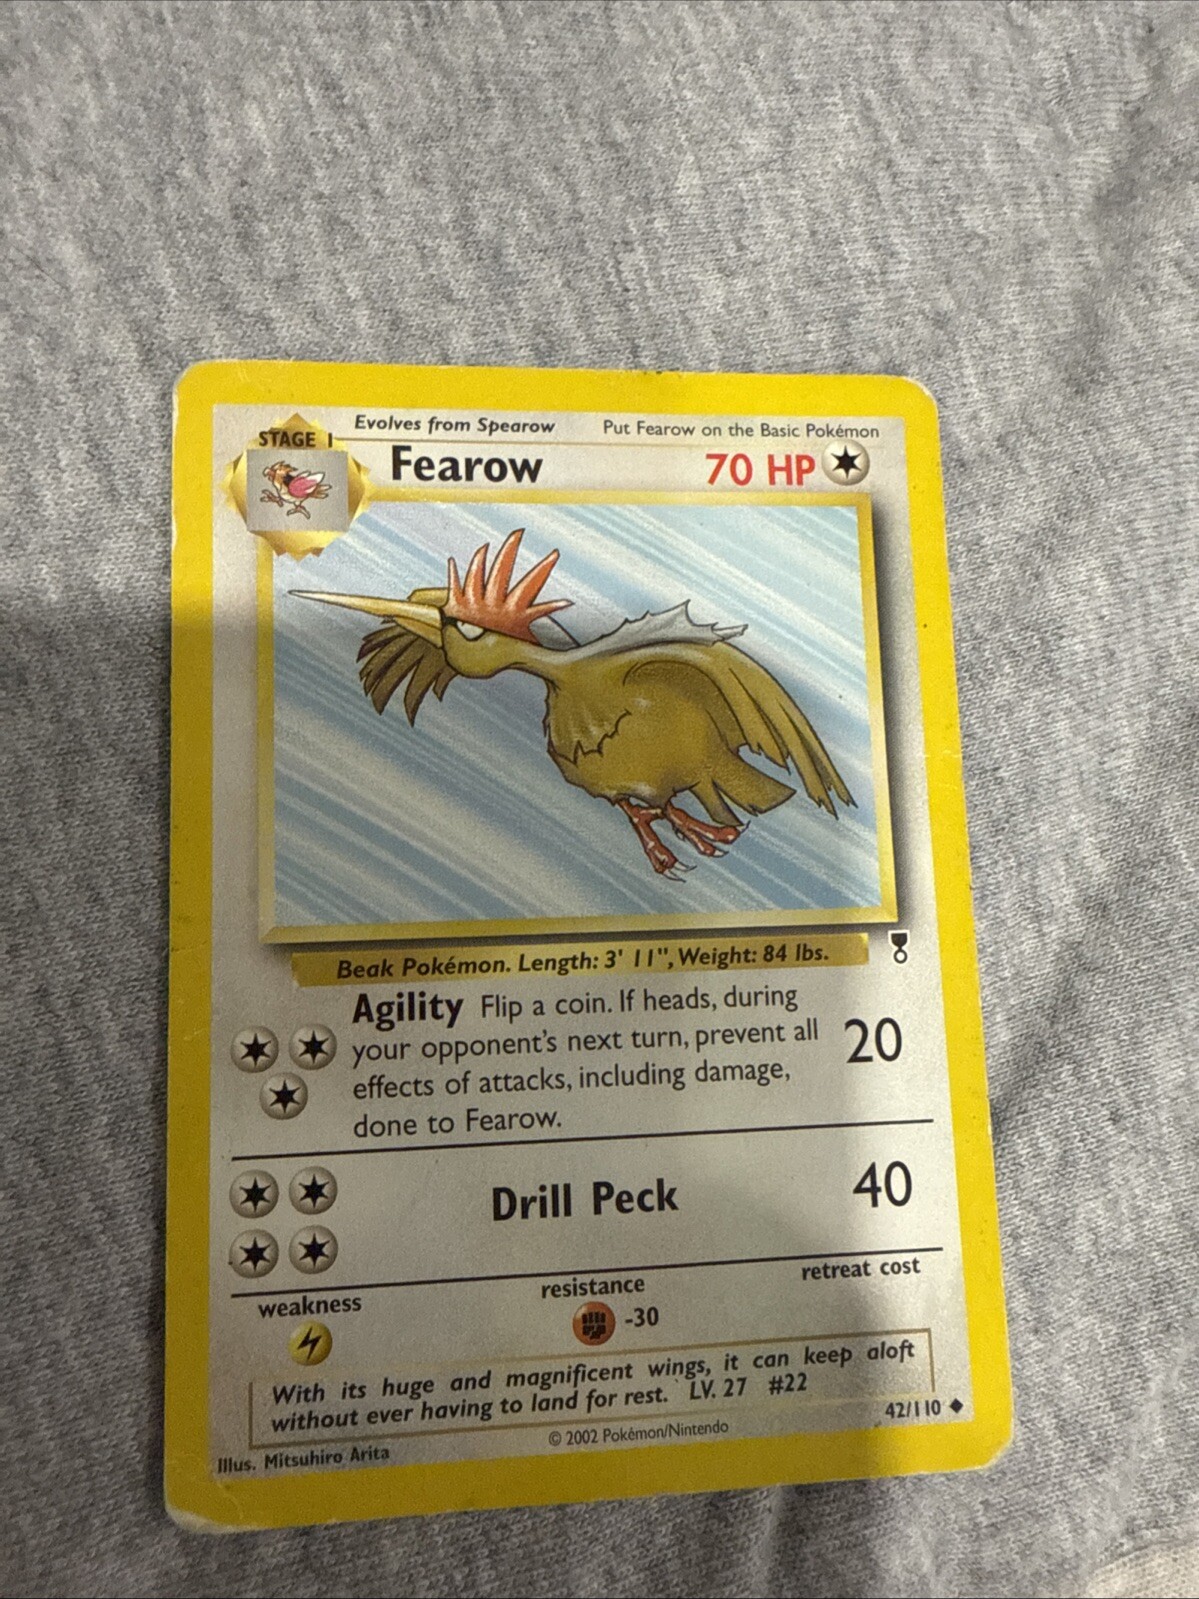 Evolves from Spearow Put Fearow on the Basic Pokémon
STAGE 1
Fearow 70 HP
Beak Pokémon. Length: 3' 11", Weight: 84 lbs.
Agility Flip a coin. If heads, during
your opponent's next turn, prevent all
effects of attacks, including damage,
done to Fearow.
20
Drill Peck 40
weakness resistance retreat cost
-30
With its huge and magnificent wings, it can keep aloft
without ever having to land for rest. LV. 27 #22
42/110
Illus. Mitsuhiro Arita © 2002 Pokémon/Nintendo